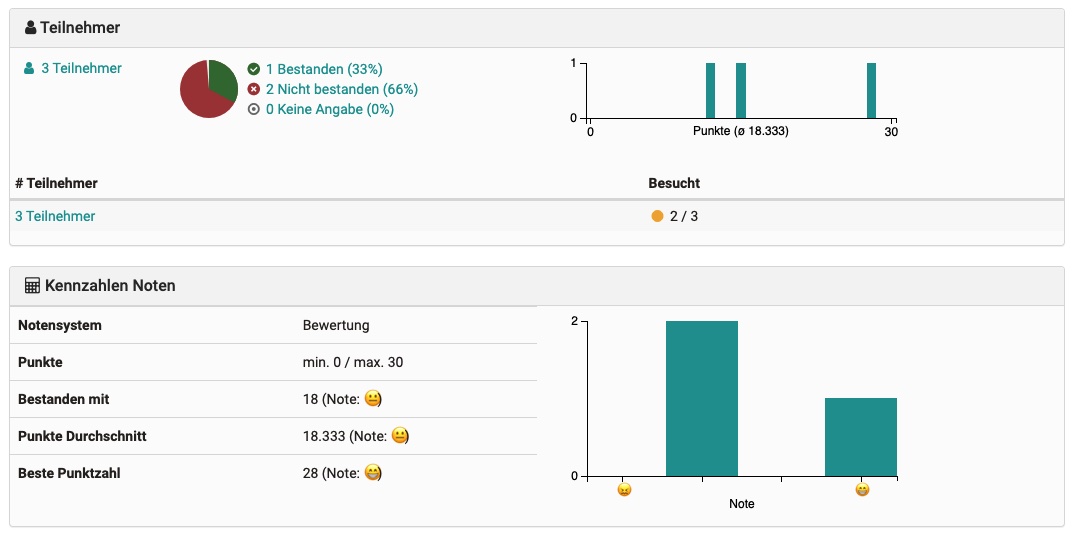 Teilnehmer
3 Teilnehmer
1 Bestanden (33%)
2 Nicht bestanden (66%)
0 Keine Angabe (0%)
1
0
0
30
Punkte (ø 18.333)
# Teilnehmer Besucht
3 Teilnehmer 2 / 3
Kennzahlen Noten
Notensystem Bewertung
Punkte min. 0 / max. 30
Bestanden mit 18 (Note: 😐)
Punkte Durchschnitt 18.333 (Note: 😐)
Beste Punktzahl 28 (Note: 😁)
2
0
Note